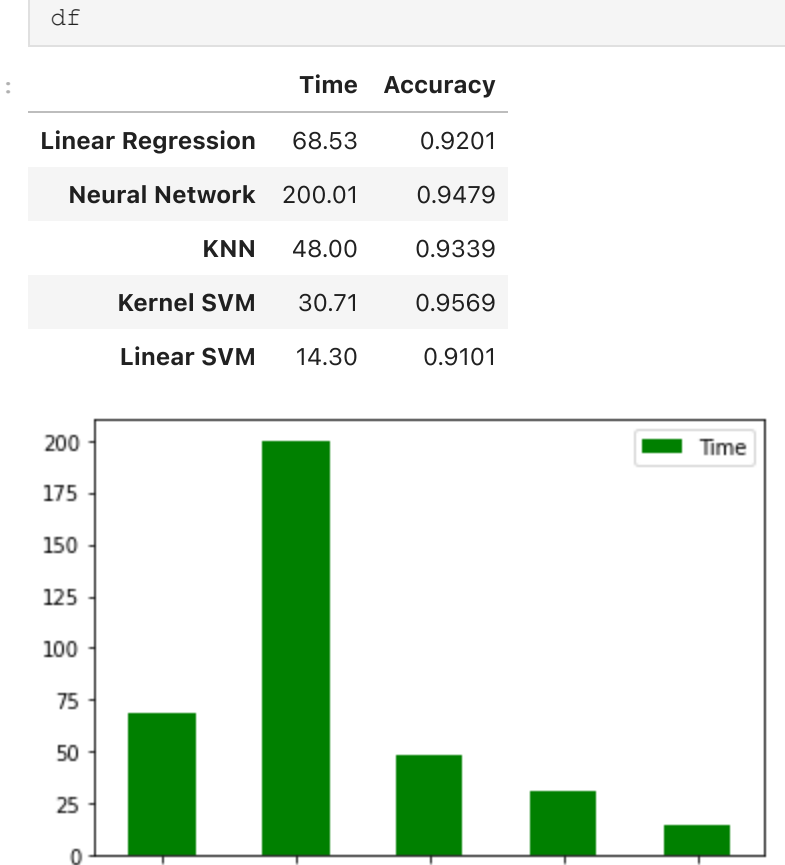 df
:
Time Accuracy
Linear Regression 68.53 0.9201
Neural Network 200.01 0.9479
KNN 48.00 0.9339
Kernel SVM 30.71 0.9569
Linear SVM 14.30 0.9101
Time
200
175
150
125
100
75
50
25
0